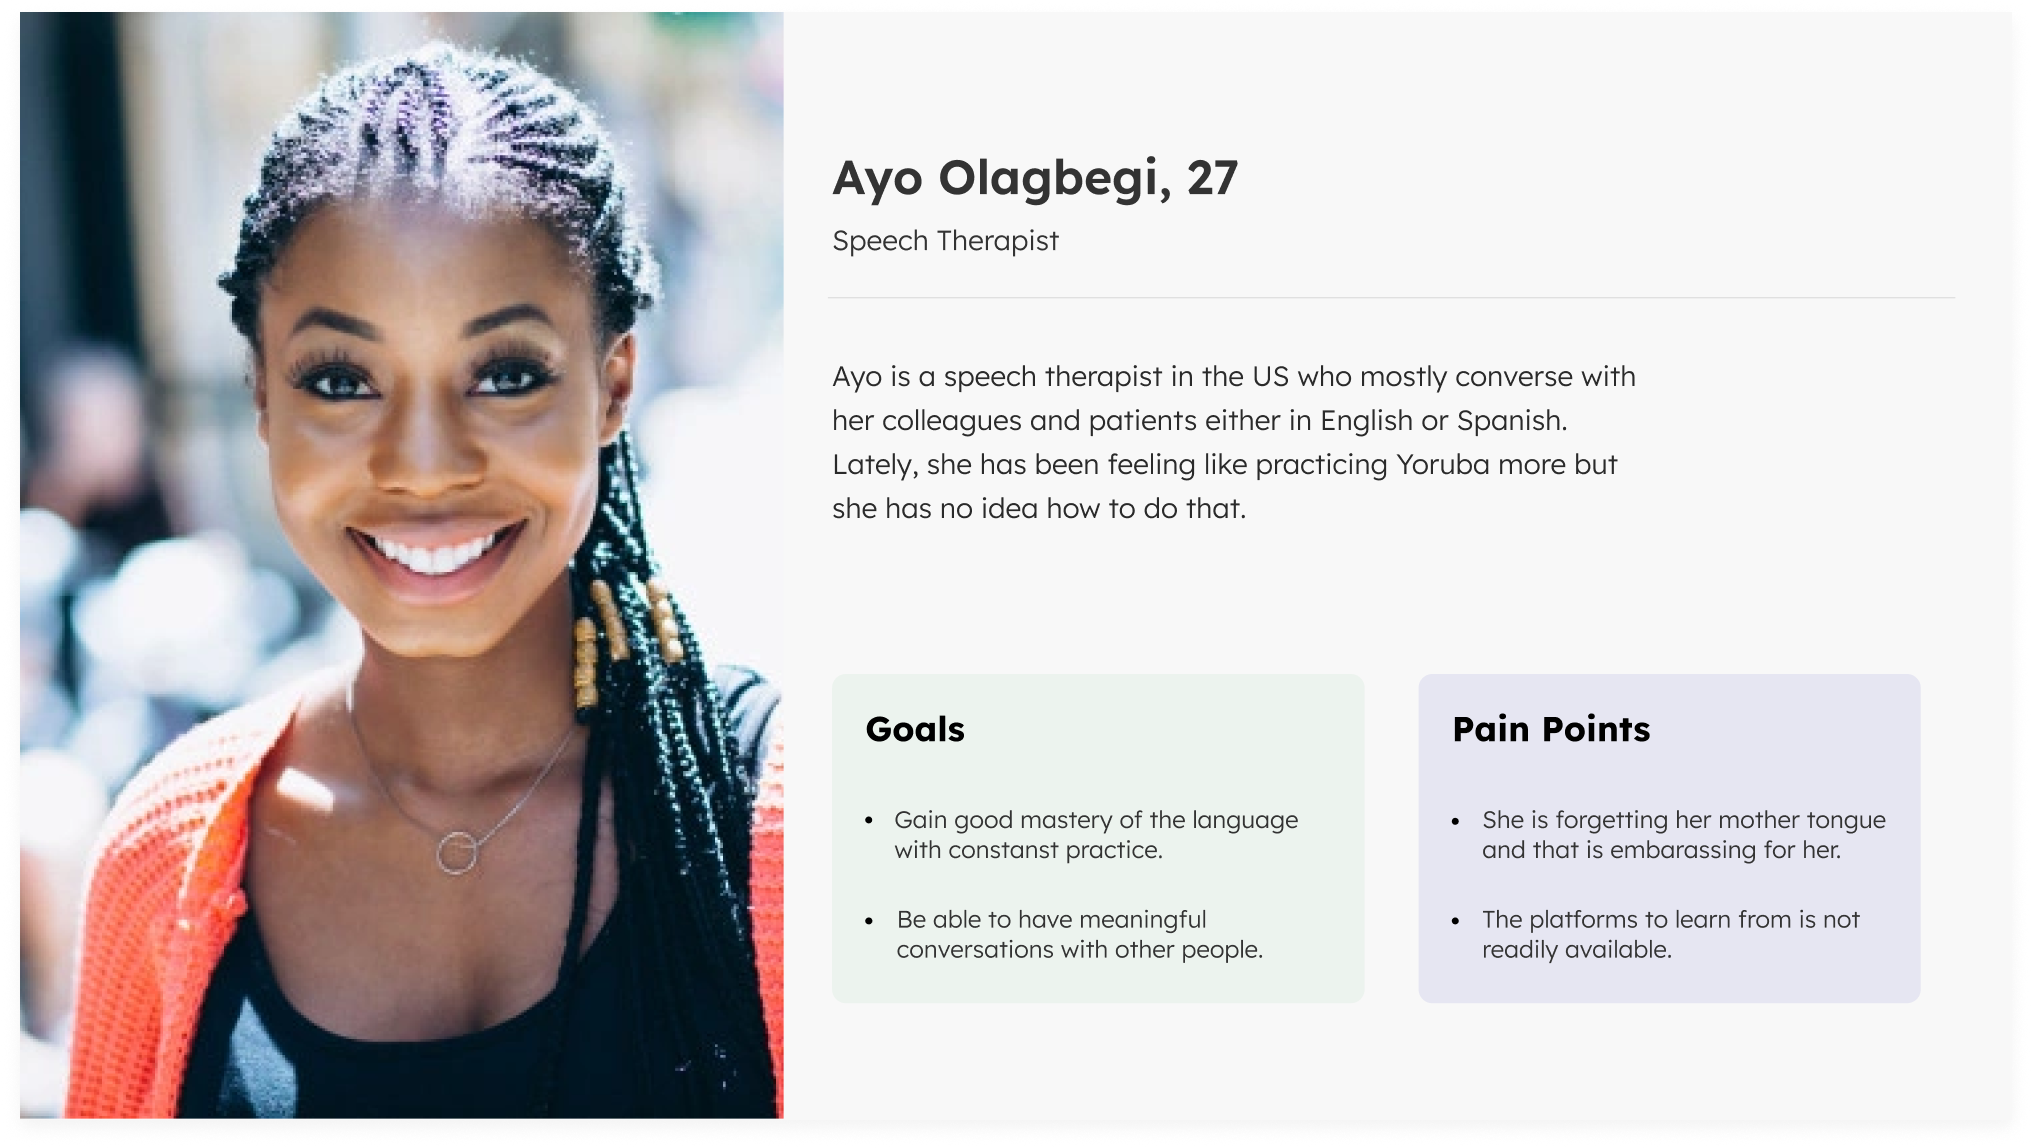 Ayo Olagbegi, 27
Speech Therapist
Ayo is a speech therapist in the US who mostly converse with
her colleagues and patients either in English or Spanish.
Lately, she has been feeling like practicing Yoruba more but
she has no idea how to do that.
Goals
• Gain good mastery of the language
with constanst practice.
• Be able to have meaningful
conversations with other people.
Pain Points
• She is forgetting her mother tongue
and that is embarassing for her.
• The platforms to learn from is not
readily available.